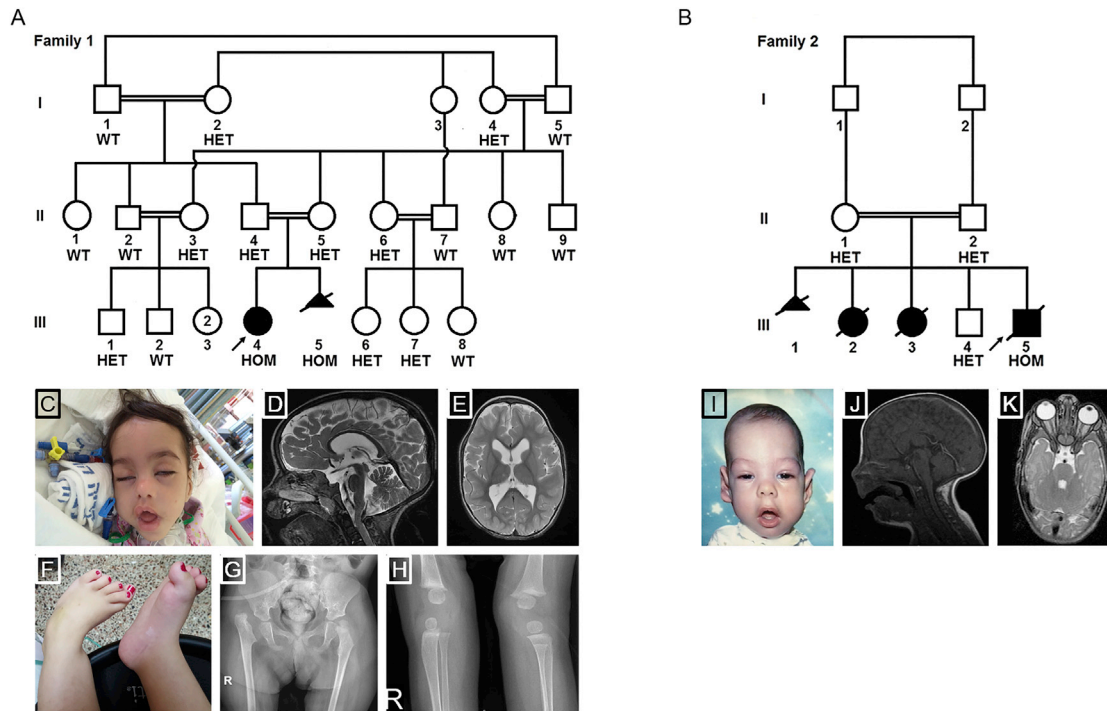 A
Family 1
I
1 2 3 4 5
WT HET HET WT
II
1 2 3 4 5 6 7 8 9
WT WT HET HET HET HET WT WT WT
III
2
1 2 3 4 5 6 7 8
HET WT HOM HOM HET HET WT
B
Family 2
I
1 2
II
1 2
HET HET
III
1 2 3 4 5
HET HOM
C D E
F G H
R
R
I J K